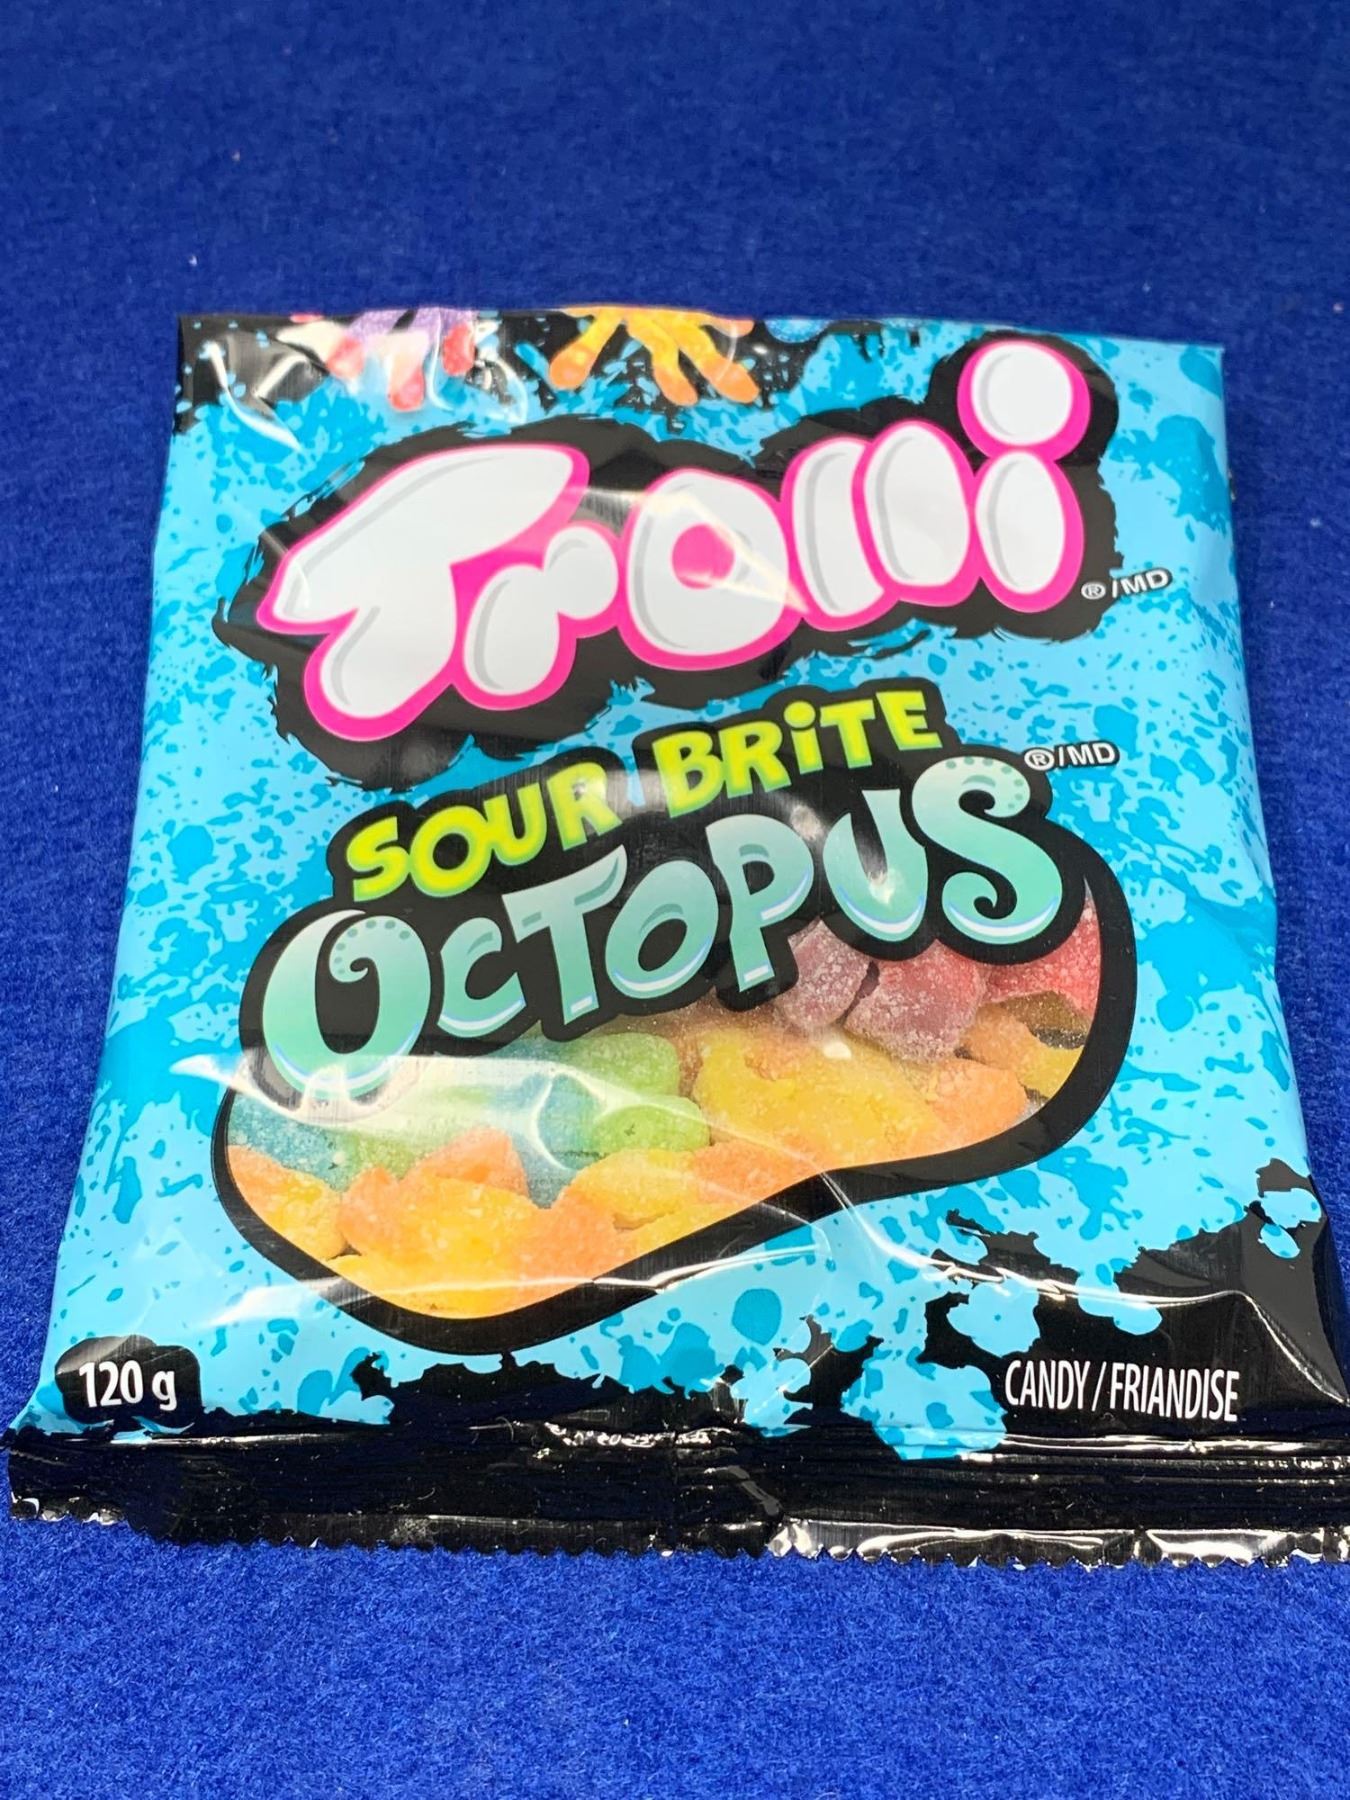 Trolli ®/MD
SOUR BRiTE
OCTOPUS ®/MD
120 g
CANDY / FRIANDISE